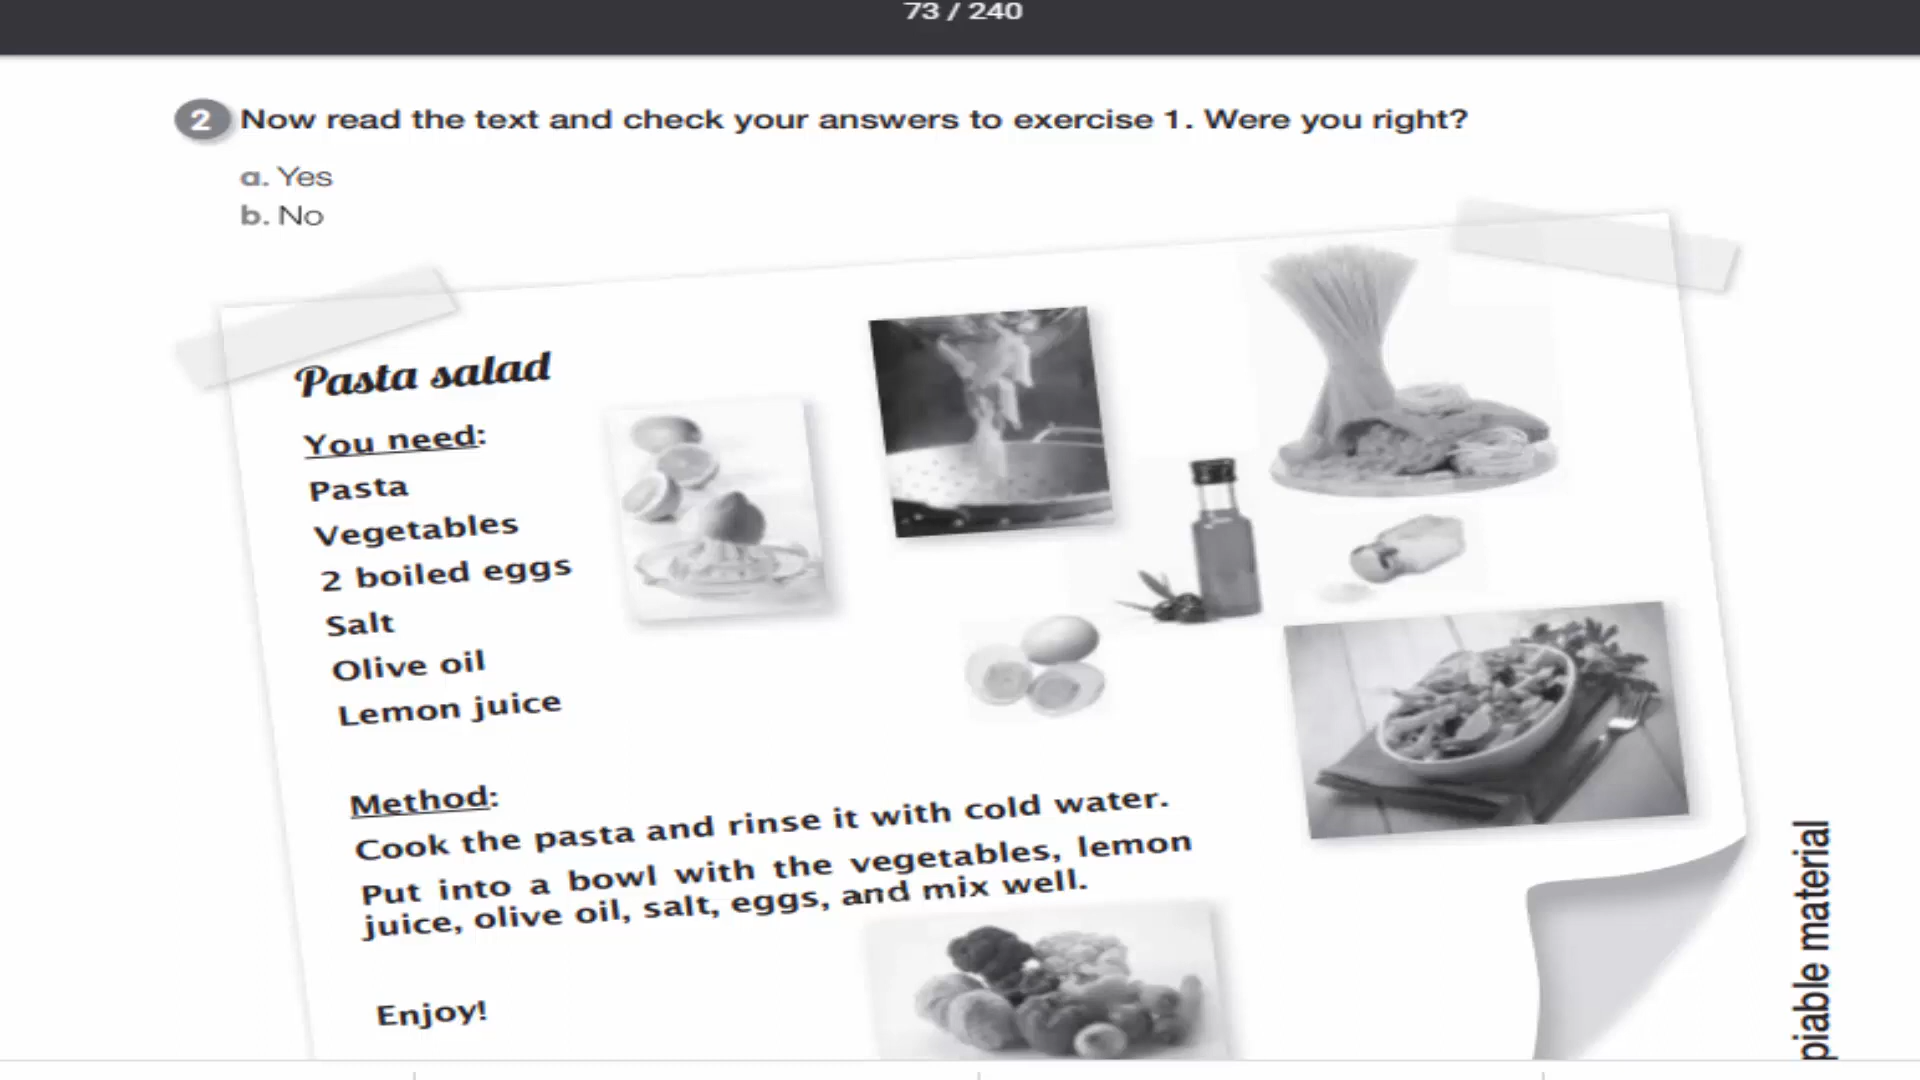 73 / 240
2 Now read the text and check your answers to exercise 1. Were you right?
a. Yes
b. No
Pasta salad
You need:
Pasta
Vegetables
2 boiled eggs
Salt
Olive oil
Lemon juice
Method:
Cook the pasta and rinse it with cold water.
Put into a bowl with the vegetables, lemon
juice, olive oil, salt, eggs, and mix well.
Enjoy!
piable material